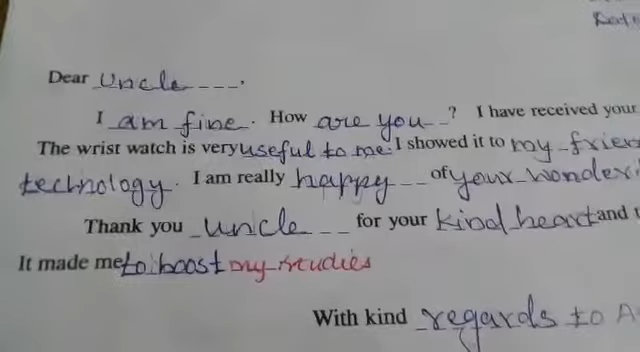 Dear Uncle
I am fine. How are you ? I have received your
The wrist watch is very useful to me. I showed it to my
technology. I am really happy of your
Thank you uncle for your kind heart and
It made me to boost my studies
With kind regards to A